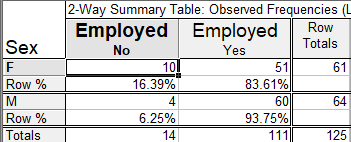 2-Way Summary Table: Observed Frequencies (
Sex Employed No Employed Yes Row Totals
F 10 51 61
Row % 16.39% 83.61%
M 4 60 64
Row % 6.25% 93.75%
Totals 14 111 125